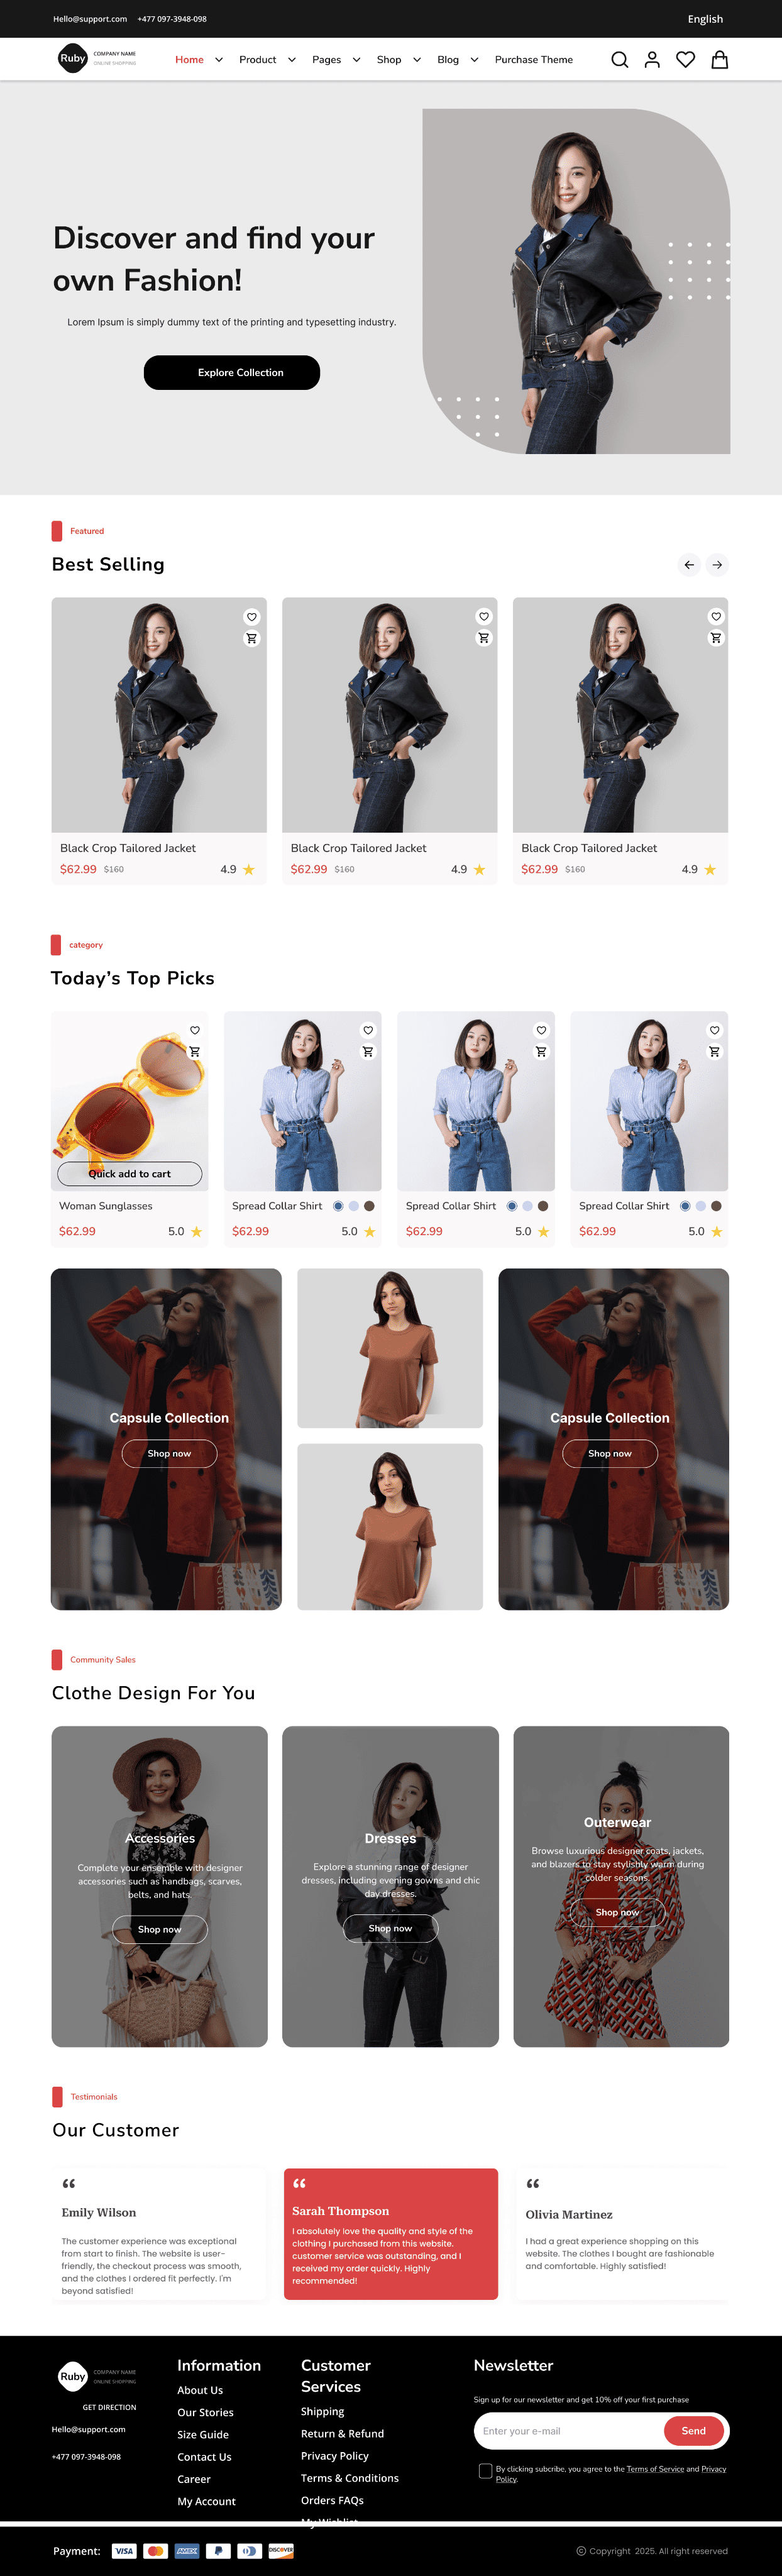 Hello@support.com +477 097-3948-098 English
Ruby COMPANY NAME
ONLINE SHOPPING
Home Product Pages Shop Blog Purchase Theme
Discover and find your
own Fashion!
Lorem Ipsum is simply dummy text of the printing and typesetting industry.
Explore Collection
Featured
Best Selling
Black Crop Tailored Jacket
$62.99 $160 4.9
Black Crop Tailored Jacket
$62.99 $160 4.9
Black Crop Tailored Jacket
$62.99 $160 4.9
category
Today’s Top Picks
Quick add to cart
Woman Sunglasses
$62.99 5.0
Spread Collar Shirt
$62.99 5.0
Spread Collar Shirt
$62.99 5.0
Spread Collar Shirt
$62.99 5.0
Capsule Collection
Shop now
Capsule Collection
Shop now
Community Sales
Clothe Design For You
Accessories
Complete your ensemble with designer
accessories such as handbags, scarves,
belts, and hats.
Shop now
Dresses
Explore a stunning range of designer
dresses, including evening gowns and chic
day dresses.
Shop now
Outerwear
Browse luxurious designer coats, jackets,
and blazers to stay stylishly warm during
colder seasons.
Shop now
Testimonials
Our Customer
“
Emily Wilson
The customer experience was exceptional
from start to finish. The website is user-
friendly, the checkout process was smooth,
and the clothes I ordered fit perfectly. I'm
beyond satisfied!
“
Sarah Thompson
I absolutely love the quality and style of the
clothing I purchased from this website.
customer service was outstanding, and I
received my order quickly. Highly
recommended!
“
Olivia Martinez
I had a great experience shopping on this
website. The clothes I bought are fashionable
and comfortable. Highly satisfied!
Ruby COMPANY NAME
ONLINE SHOPPING
GET DIRECTION
Hello@support.com
+477 097-3948-098
Information
About Us
Our Stories
Size Guide
Contact Us
Career
My Account
Customer
Services
Shipping
Return & Refund
Privacy Policy
Terms & Conditions
Orders FAQs
My Wishlist
Newsletter
Sign up for our newsletter and get 10% off your first purchase
Enter your e-mail Send
By clicking subcribe, you agree to the Terms of Service and Privacy
Policy.
Payment: VISA AMEX DISCOVER
© Copyright 2025. All right reserved